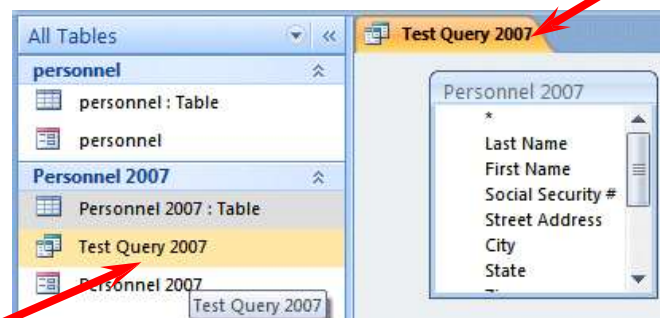 All Tables
personnel
personnel : Table
personnel
Personnel 2007
Personnel 2007 : Table
Test Query 2007
Personnel 2007
Test Query 2007
Test Query 2007
Personnel 2007
*
Last Name
First Name
Social Security #
Street Address
City
State